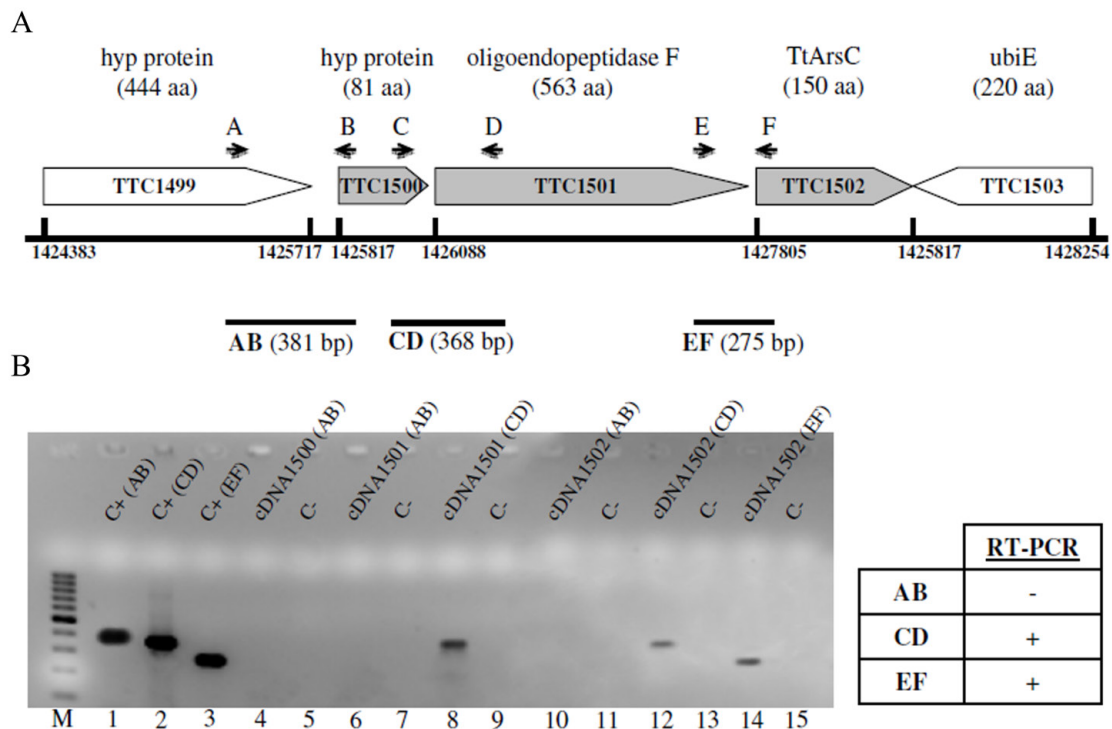 A
hyp protein hyp protein oligoendopeptidase F TtArsC ubiE
(444 aa) (81 aa) (563 aa) (150 aa) (220 aa)
A B C D E F
TTC1499 TTC1500 TTC1501 TTC1502 TTC1503
1424383 1425717 1425817 1426088 1427805 1425817 1428254
AB (381 bp) CD (368 bp) EF (275 bp)
B
C+ (AB)
C+ (CD)
C+ (EF)
cDNA1500 (AB)
C-
cDNA1501 (AB)
C-
cDNA1501 (CD)
C-
cDNA1502 (AB)
C-
cDNA1502 (CD)
C-
cDNA1502 (EF)
C-
M 1 2 3 4 5 6 7 8 9 10 11 12 13 14 15
RT-PCR
AB -
CD +
EF +